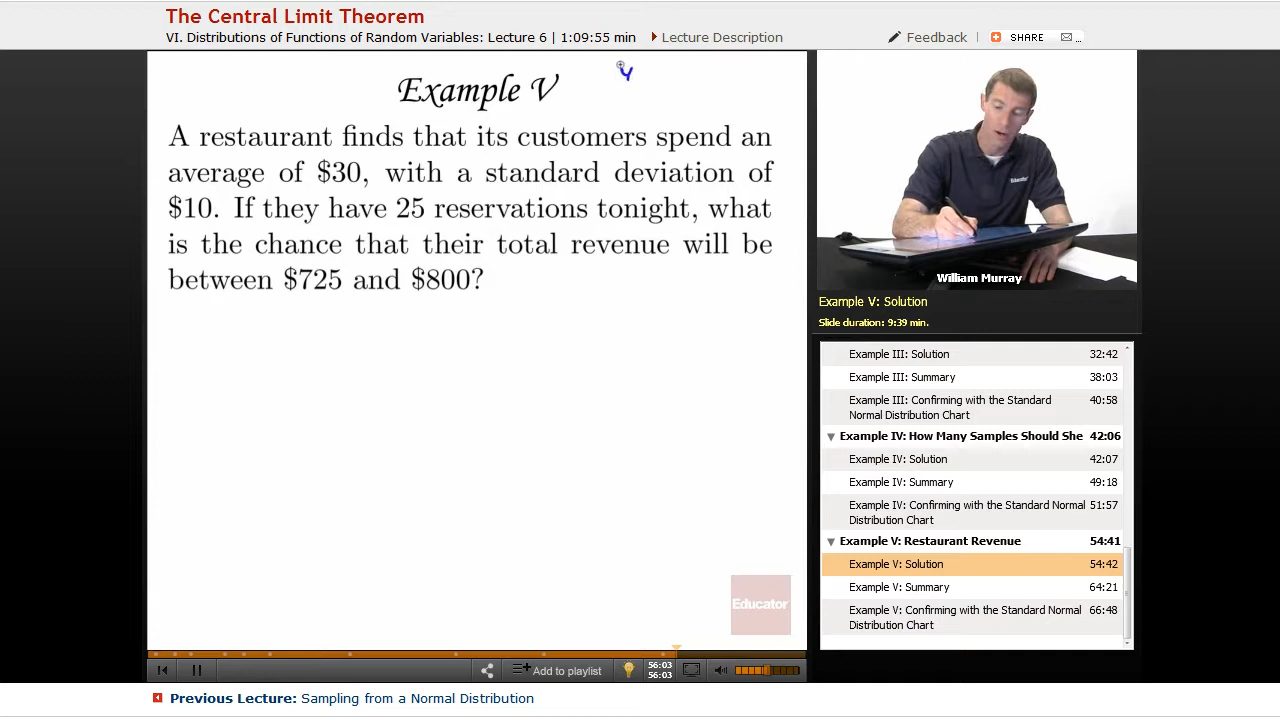 The Central Limit Theorem
VI. Distributions of Functions of Random Variables: Lecture 6 | 1:09:55 min
Lecture Description
Feedback
SHARE
Example V
y
A restaurant finds that its customers spend an
average of $30, with a standard deviation of
$10. If they have 25 reservations tonight, what
is the chance that their total revenue will be
between $725 and $800?
Educator
Educator
William Murray
Example V: Solution
Slide duration: 9:39 min.
Example III: Solution 32:42
Example III: Summary 38:03
Example III: Confirming with the Standard 40:58
Normal Distribution Chart
Example IV: How Many Samples Should She 42:06
Example IV: Solution 42:07
Example IV: Summary 49:18
Example IV: Confirming with the Standard Normal 51:57
Distribution Chart
Example V: Restaurant Revenue 54:41
Example V: Solution 54:42
Example V: Summary 64:21
Example V: Confirming with the Standard Normal 66:48
Distribution Chart
Add to playlist
56:03
56:03
Previous Lecture: Sampling from a Normal Distribution